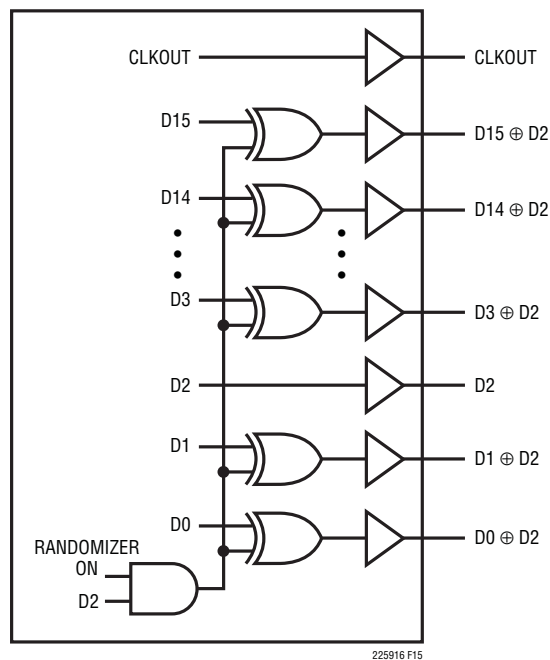 CLKOUT CLKOUT
D15 D15 ⊕ D2
D14 D14 ⊕ D2
D3 D3 ⊕ D2
D2 D2
D1 D1 ⊕ D2
D0 D0 ⊕ D2
RANDOMIZER
ON
D2
225916 F15